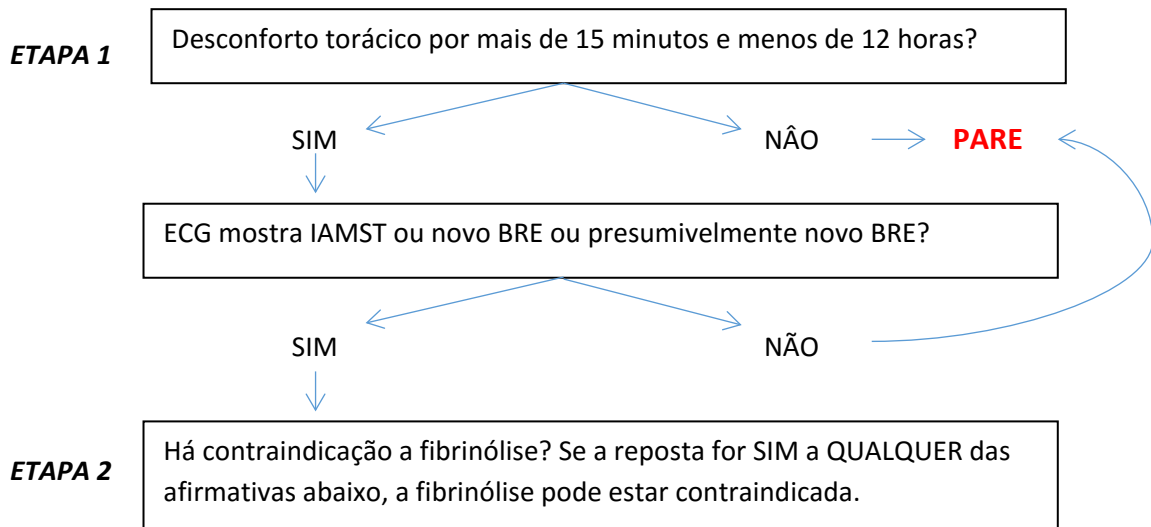 ETAPA 1
Desconforto torácico por mais de 15 minutos e menos de 12 horas?
SIM
NÂO
PARE
ECG mostra IAMST ou novo BRE ou presumivelmente novo BRE?
SIM
NÃO
ETAPA 2
Há contraindicação a fibrinólise? Se a reposta for SIM a QUALQUER das
afirmativas abaixo, a fibrinólise pode estar contraindicada.